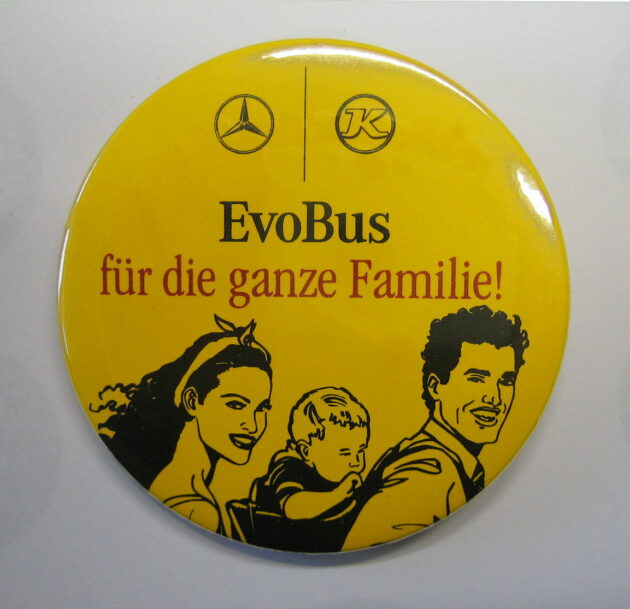 K
EvoBus
für die ganze Familie!